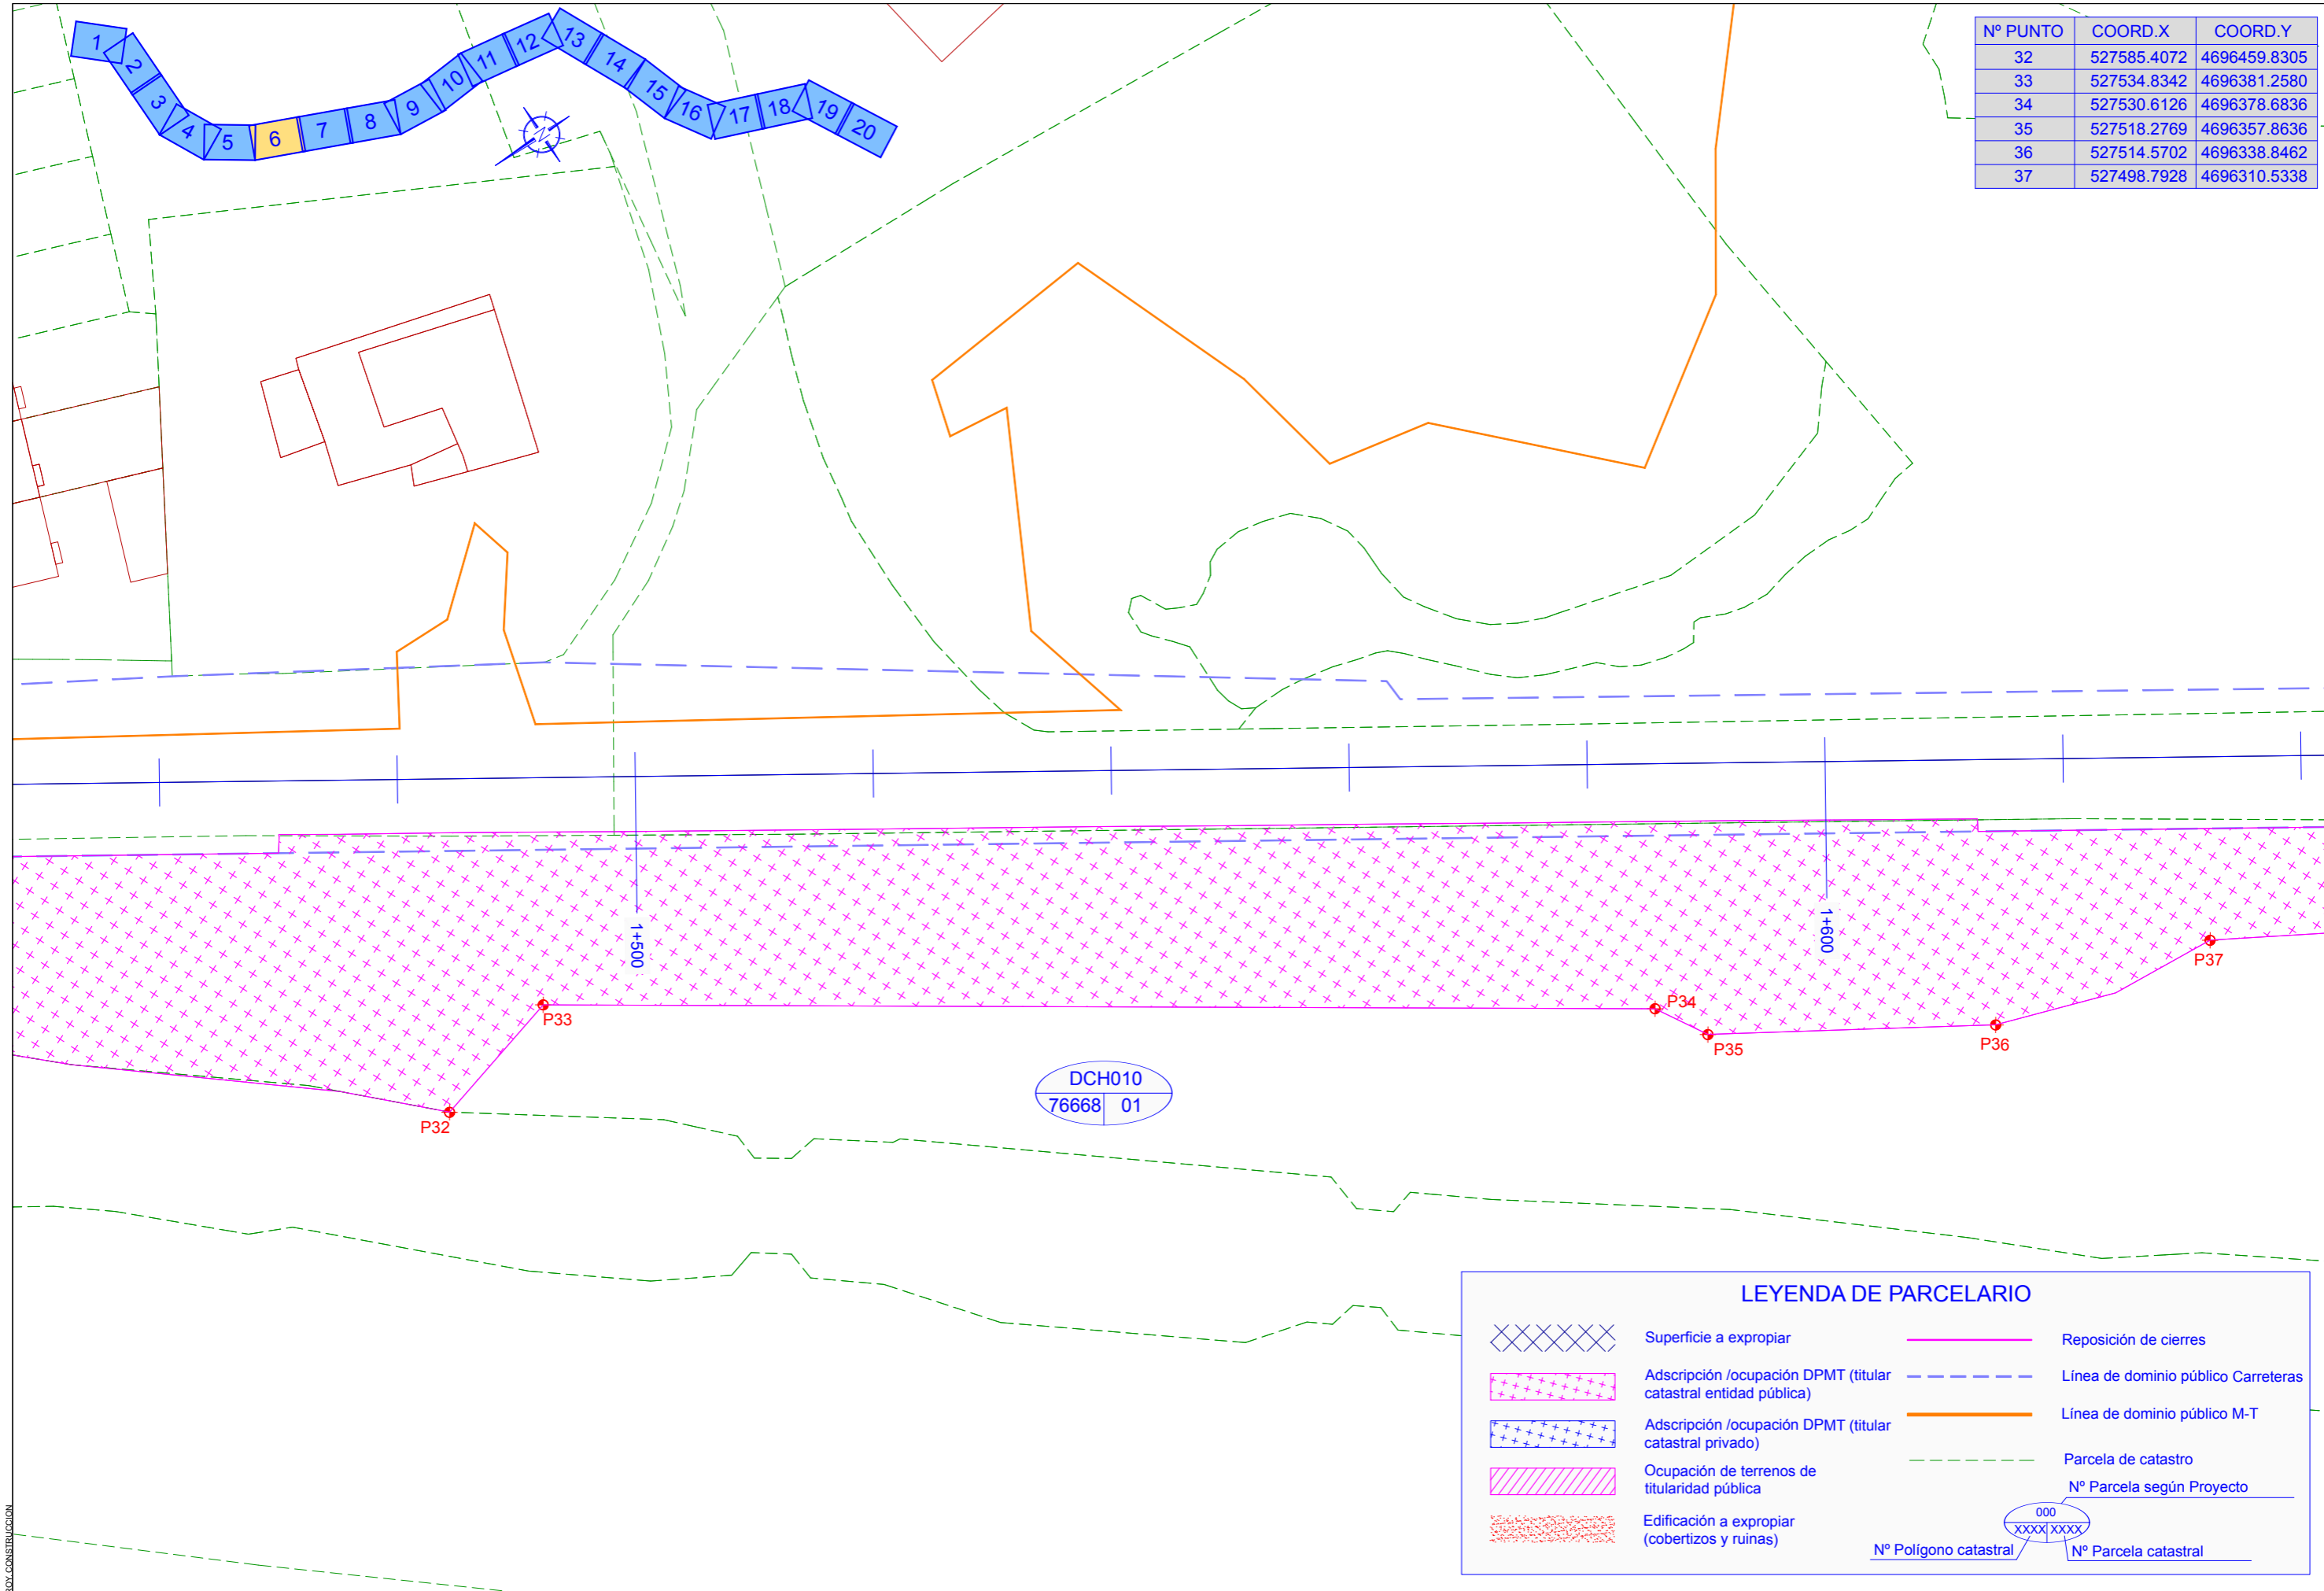 1
2
3
4
5
6
7
8
9
10
11
12
13
14
15
16
17
18
19
20
N
Nº PUNTO COORD.X COORD.Y
32 527585.4072 4696459.8305
33 527534.8342 4696381.2580
34 527530.6126 4696378.6836
35 527518.2769 4696357.8636
36 527514.5702 4696338.8462
37 527498.7928 4696310.5338
1+500
1+600
P37
P34
P33
P35
P36
P32
DCH010
76668 01
LEYENDA DE PARCELARIO
Superficie a expropiar
Adscripción /ocupación DPMT (titular
catastral entidad pública)
Adscripción /ocupación DPMT (titular
catastral privado)
Ocupación de terrenos de
titularidad pública
Edificación a expropiar
(cobertizos y ruinas)
Reposición de cierres
Línea de dominio público Carreteras
Línea de dominio público M-T
Parcela de catastro
Nº Parcela según Proyecto
000
XXXX XXXX
Nº Polígono catastral
Nº Parcela catastral
ROY. CONSTRUCCION